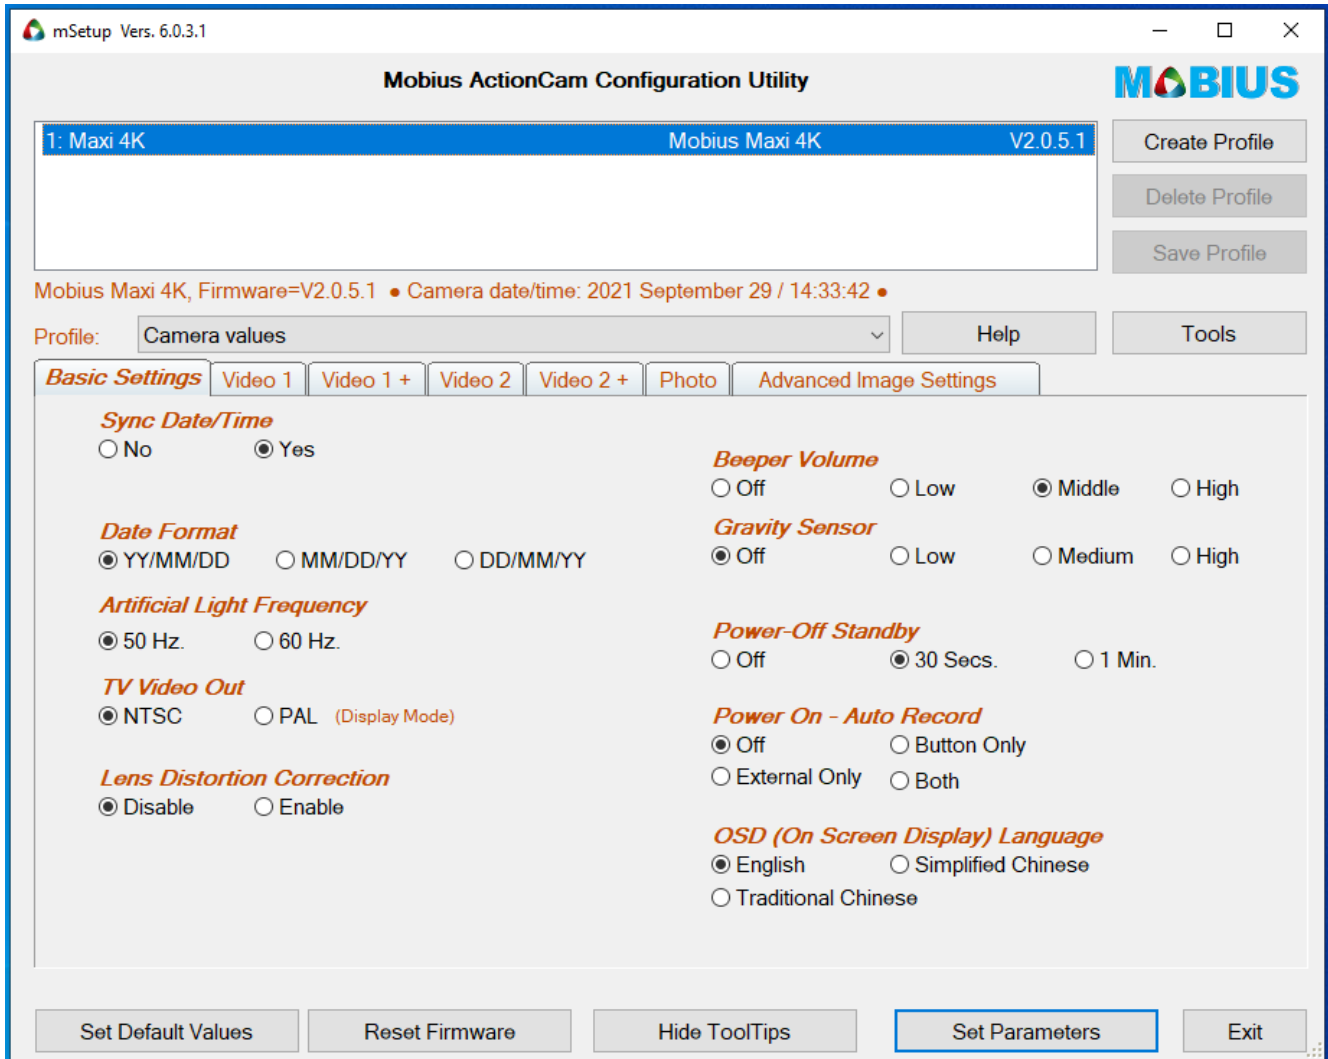 mSetup Vers. 6.0.3.1
Mobius ActionCam Configuration Utility
MOBIUS
1: Maxi 4K Mobius Maxi 4K V2.0.5.1
Create Profile
Delete Profile
Save Profile
Mobius Maxi 4K, Firmware=V2.0.5.1 ● Camera date/time: 2021 September 29 / 14:33:42 ●
Profile: Camera values Help Tools
Basic Settings Video 1 Video 1 + Video 2 Video 2 + Photo Advanced Image Settings
Sync Date/Time
No Yes
Date Format
YY/MM/DD MM/DD/YY DD/MM/YY
Artificial Light Frequency
50 Hz. 60 Hz.
TV Video Out
NTSC PAL (Display Mode)
Lens Distortion Correction
Disable Enable
Beeper Volume
Off Low Middle High
Gravity Sensor
Off Low Medium High
Power-Off Standby
Off 30 Secs. 1 Min.
Power On - Auto Record
Off Button Only
External Only Both
OSD (On Screen Display) Language
English Simplified Chinese
Traditional Chinese
Set Default Values Reset Firmware Hide ToolTips Set Parameters Exit